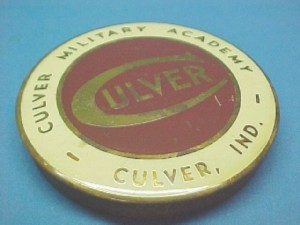 CULVER MILITARY ACADEMY
CULVER
- CULVER, IND. -